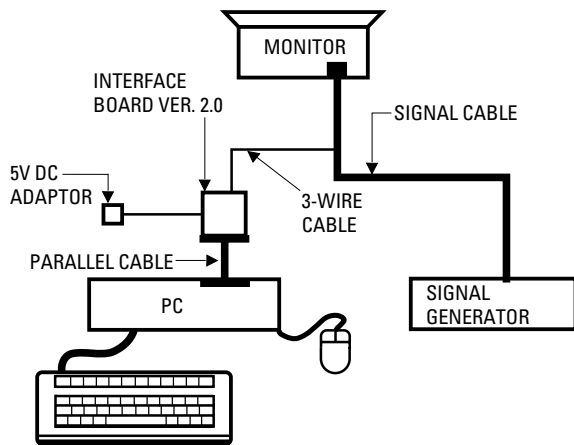 MONITOR
INTERFACE
BOARD VER. 2.0
SIGNAL CABLE
5V DC
ADAPTOR
3-WIRE
CABLE
PARALLEL CABLE
PC
SIGNAL
GENERATOR